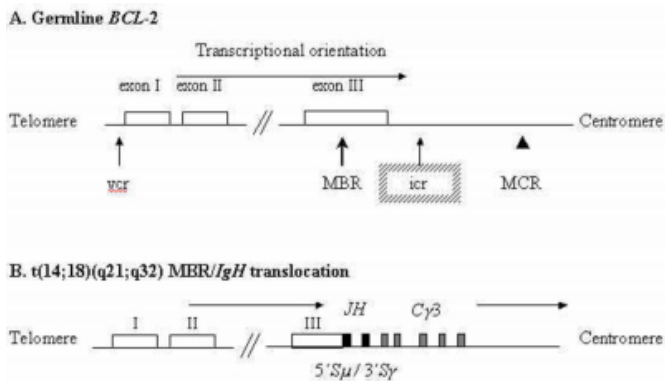 A. Germline BCL-2
Transcriptional orientation
exon I exon II exon III
Telomere Centromere
vcr MBR icr MCR
B. t(14;18)(q21;q32) MBR/IgH translocation
I II III JH Cγ3
Telomere Centromere
5'Sμ / 3'Sγ